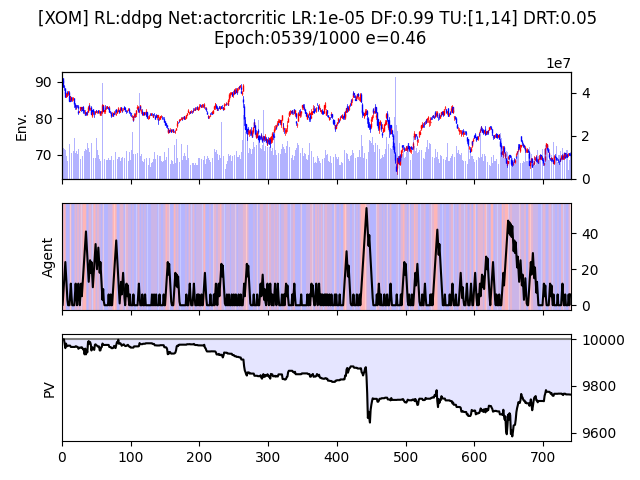 [XOM] RL:ddpg Net:actorcritic LR:1e-05 DF:0.99 TU:[1,14] DRT:0.05
Epoch:0539/1000 e=0.46
1e7
90
80
70
Env.
4
2
0
Agent
40
20
0
PV
10000
9800
9600
0 100 200 300 400 500 600 700